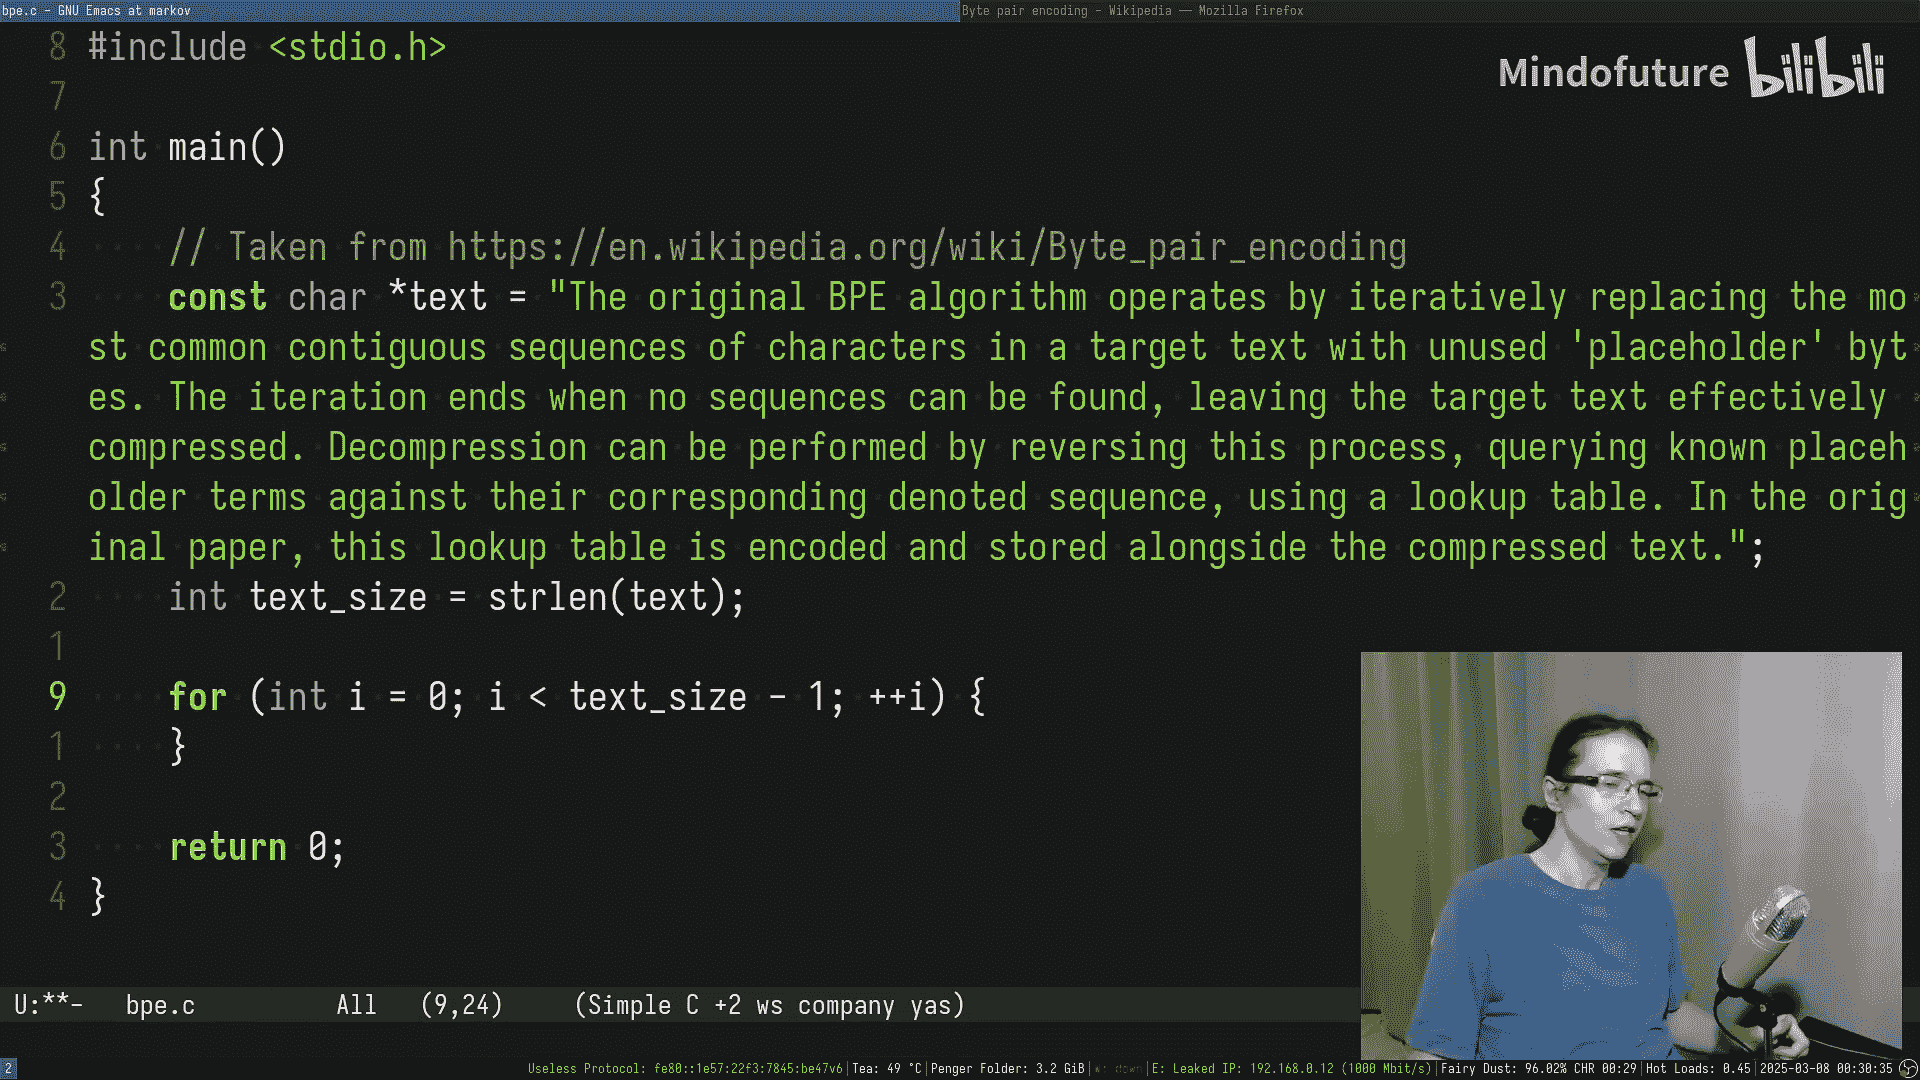 bpe.c - GNU Emacs at markov
Byte pair encoding - Wikipedia — Mozilla Firefox
Mindofuture bilibili
8 #include <stdio.h>
7
6 int main()
5 {
4 // Taken from https://en.wikipedia.org/wiki/Byte_pair_encoding
3 const char *text = "The original BPE algorithm operates by iteratively replacing the mo
st common contiguous sequences of characters in a target text with unused 'placeholder' byt
es. The iteration ends when no sequences can be found, leaving the target text effectively
compressed. Decompression can be performed by reversing this process, querying known placeh
older terms against their corresponding denoted sequence, using a lookup table. In the orig
inal paper, this lookup table is encoded and stored alongside the compressed text.";
2 int text_size = strlen(text);
1
9 for (int i = 0; i < text_size - 1; ++i) {
1 }
2
3 return 0;
4 }
U:**- bpe.c All (9,24) (Simple C +2 ws company yas)
2 Useless Protocol: fe80::1e57:22f3:7845:be47v6|Tea: 49 °C|Penger Folder: 3.2 GiB|W: down|E: Leaked IP: 192.168.0.12 (1000 Mbit/s)|Fairy Dust: 96.02% CHR 00:29|Hot Loads: 0.45|2025-03-08 00:30:35